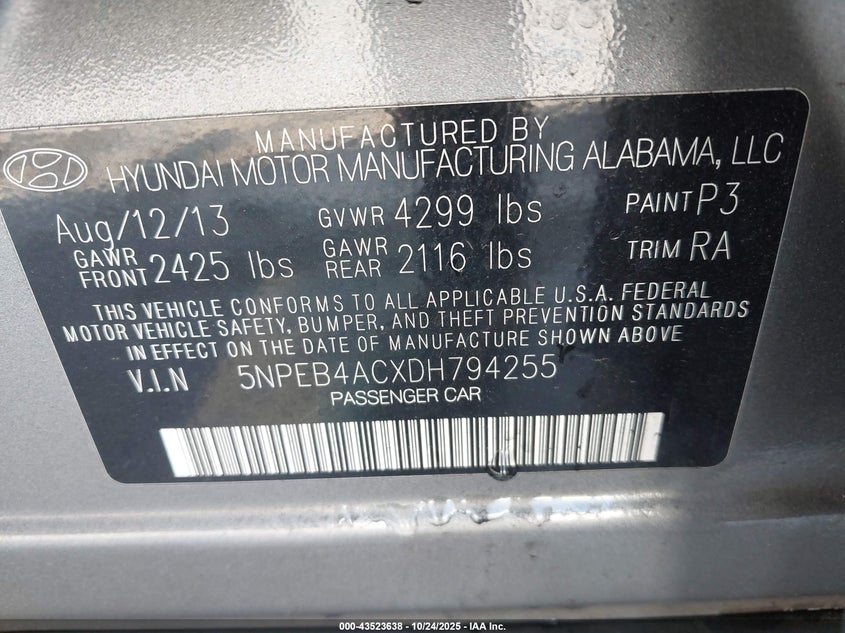 MANUFACTURED BY
HYUNDAI MOTOR MANUFACTURING ALABAMA, LLC
Aug/12/13 GVWR 4299 lbs PAINT P3
GAWR FRONT 2425 lbs GAWR REAR 2116 lbs TRIM RA
THIS VEHICLE CONFORMS TO ALL APPLICABLE U.S.A. FEDERAL
MOTOR VEHICLE SAFETY, BUMPER, AND THEFT PREVENTION STANDARDS
IN EFFECT ON THE DATE OF MANUFACTURE SHOWN ABOVE
V.I.N 5NPEB4ACXDH794255
PASSENGER CAR
000-43523638 - 10/24/2025 - IAA Inc.